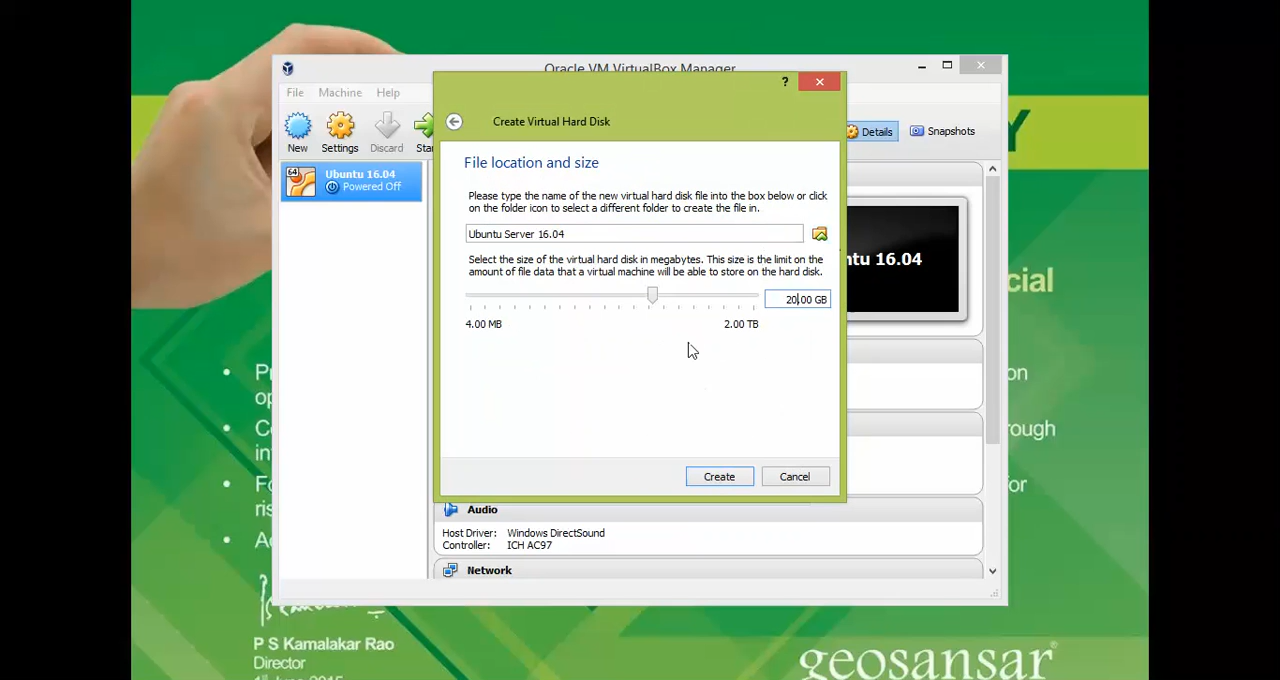 Oracle VM VirtualBox Manager
?
File Machine Help
Create Virtual Hard Disk
New Settings Discard
Details Snapshots
64
Ubuntu 16.04
Powered Off
File location and size
Please type the name of the new virtual hard disk file into the box below or click
on the folder icon to select a different folder to create the file in.
Ubuntu Server 16.04
Select the size of the virtual hard disk in megabytes. This size is the limit on the
amount of file data that a virtual machine will be able to store on the hard disk.
16.04
20.00 GB
4.00 MB 2.00 TB
Create Cancel
Audio
Host Driver: Windows DirectSound
Controller: ICH AC97
Network
P S Kamalakar Rao
Director
geosansar